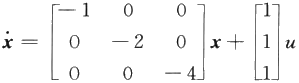 ẋ = [−1 0 0; 0 −2 0; 0 0 −4] x + [1; 1; 1] u